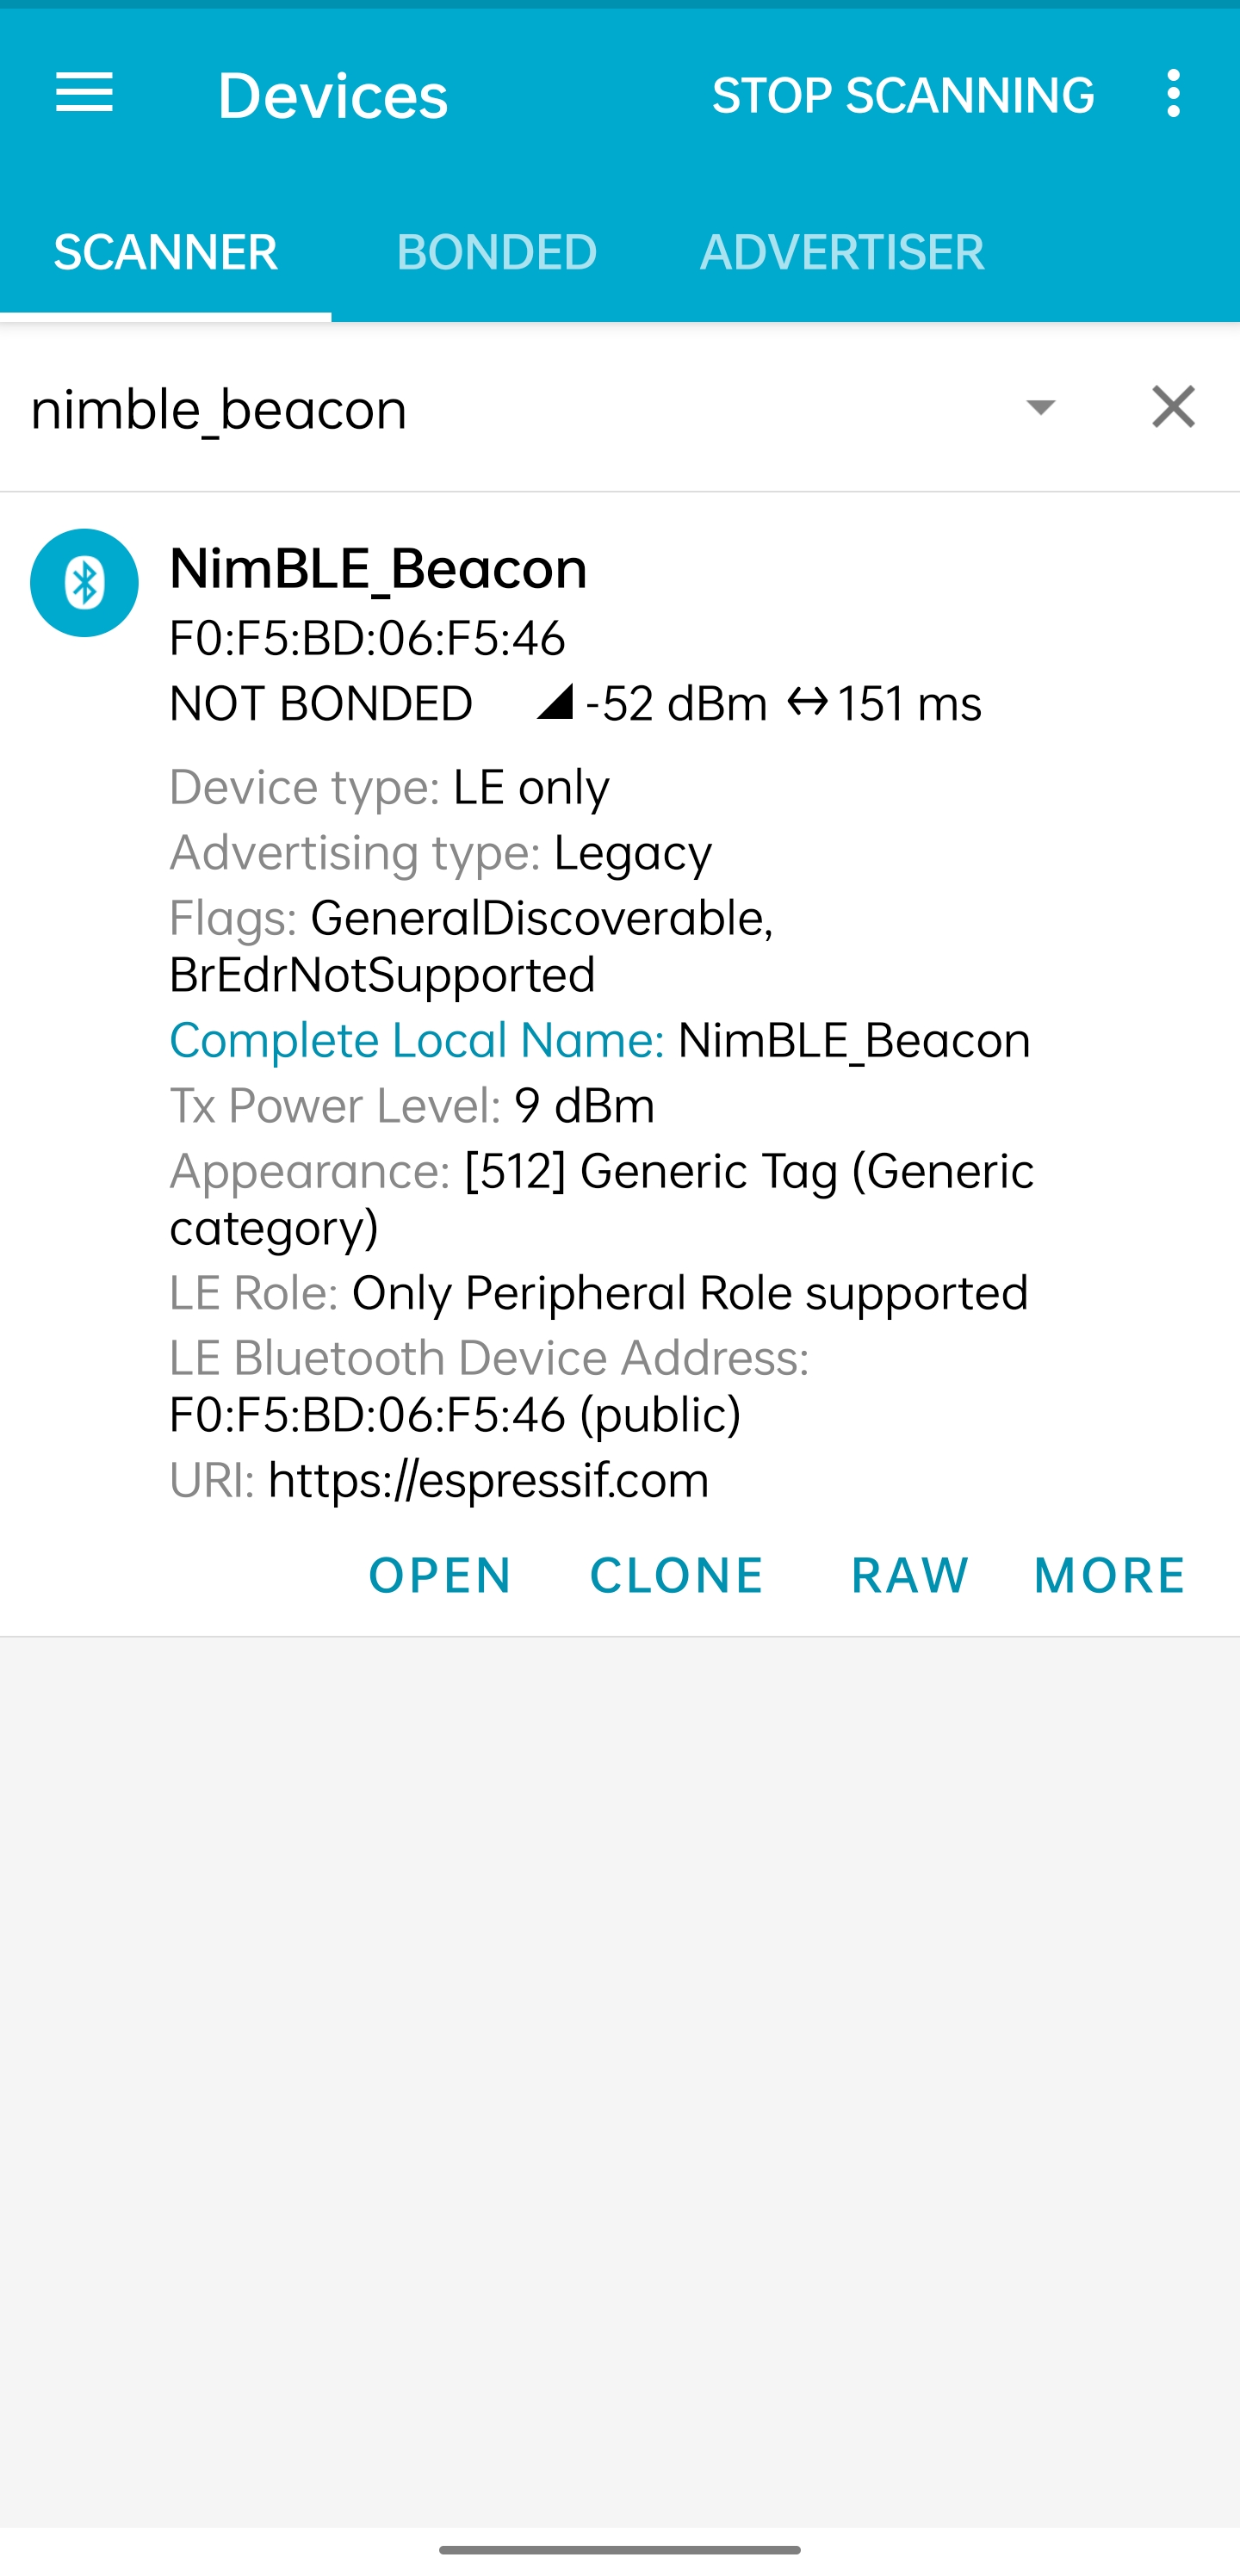 Devices STOP SCANNING
SCANNER BONDED ADVERTISER
nimble_beacon
NimBLE_Beacon
F0:F5:BD:06:F5:46
NOT BONDED -52 dBm ↔ 151 ms
Device type: LE only
Advertising type: Legacy
Flags: GeneralDiscoverable,
BrEdrNotSupported
Complete Local Name: NimBLE_Beacon
Tx Power Level: 9 dBm
Appearance: [512] Generic Tag (Generic
category)
LE Role: Only Peripheral Role supported
LE Bluetooth Device Address:
F0:F5:BD:06:F5:46 (public)
URI: https://espressif.com
OPEN CLONE RAW MORE